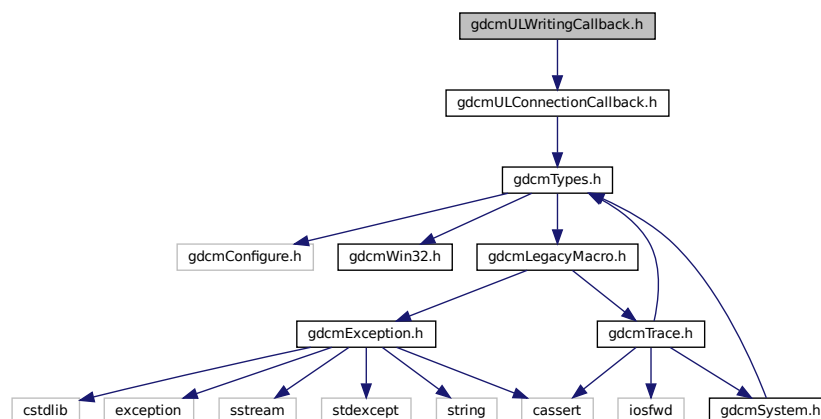 gdcmULWritingCallback.h
gdcmULConnectionCallback.h
gdcmTypes.h
gdcmConfigure.h
gdcmWin32.h
gdcmLegacyMacro.h
gdcmException.h
gdcmTrace.h
cstdlib
exception
sstream
stdexcept
string
cassert
iosfwd
gdcmSystem.h